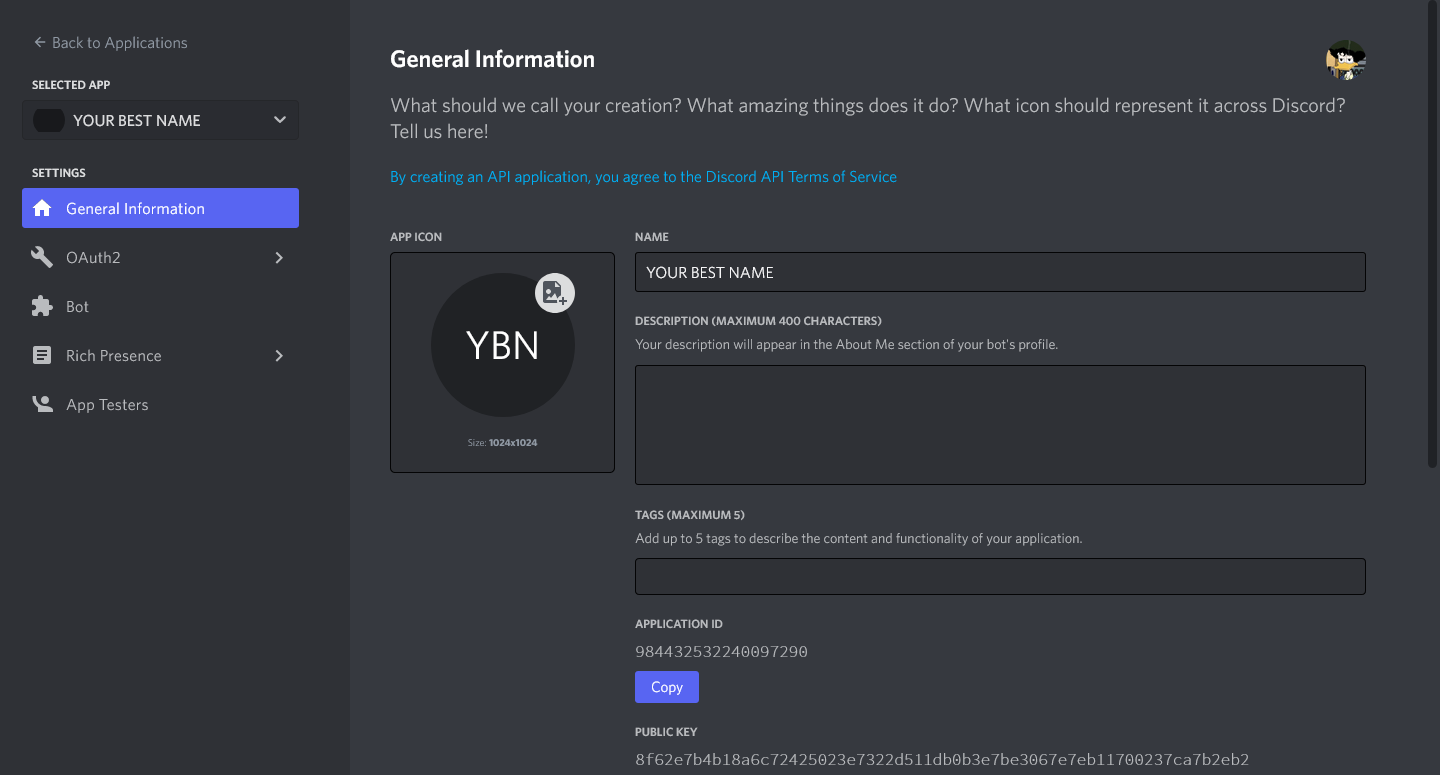 Back to Applications
SELECTED APP
YOUR BEST NAME
SETTINGS
General Information
OAuth2
Bot
Rich Presence
App Testers
General Information
What should we call your creation? What amazing things does it do? What icon should represent it across Discord?
Tell us here!
By creating an API application, you agree to the Discord API Terms of Service
APP ICON
YBN
Size: 1024x1024
NAME
YOUR BEST NAME
DESCRIPTION (MAXIMUM 400 CHARACTERS)
Your description will appear in the About Me section of your bot's profile.
TAGS (MAXIMUM 5)
Add up to 5 tags to describe the content and functionality of your application.
APPLICATION ID
984432532240097290
Copy
PUBLIC KEY
8f62e7b4b18a6c72425023e7322d511db0b3e7be3067e7eb11700237ca7b2eb2